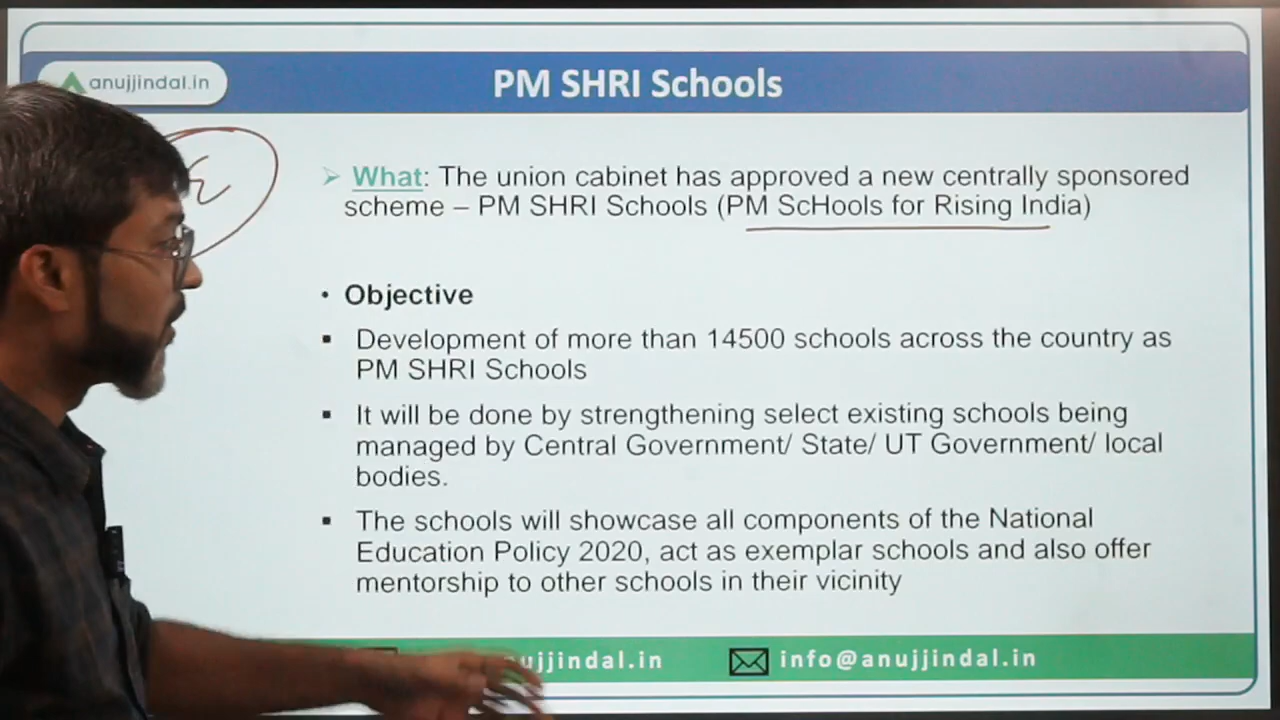 anujjindal.in
PM SHRI Schools
What: The union cabinet has approved a new centrally sponsored
scheme – PM SHRI Schools (PM ScHools for Rising India)
• Objective
▪ Development of more than 14500 schools across the country as
PM SHRI Schools
▪ It will be done by strengthening select existing schools being
managed by Central Government/ State/ UT Government/ local
bodies.
▪ The schools will showcase all components of the National
Education Policy 2020, act as exemplar schools and also offer
mentorship to other schools in their vicinity
ujjindal.in
info@anujjindal.in